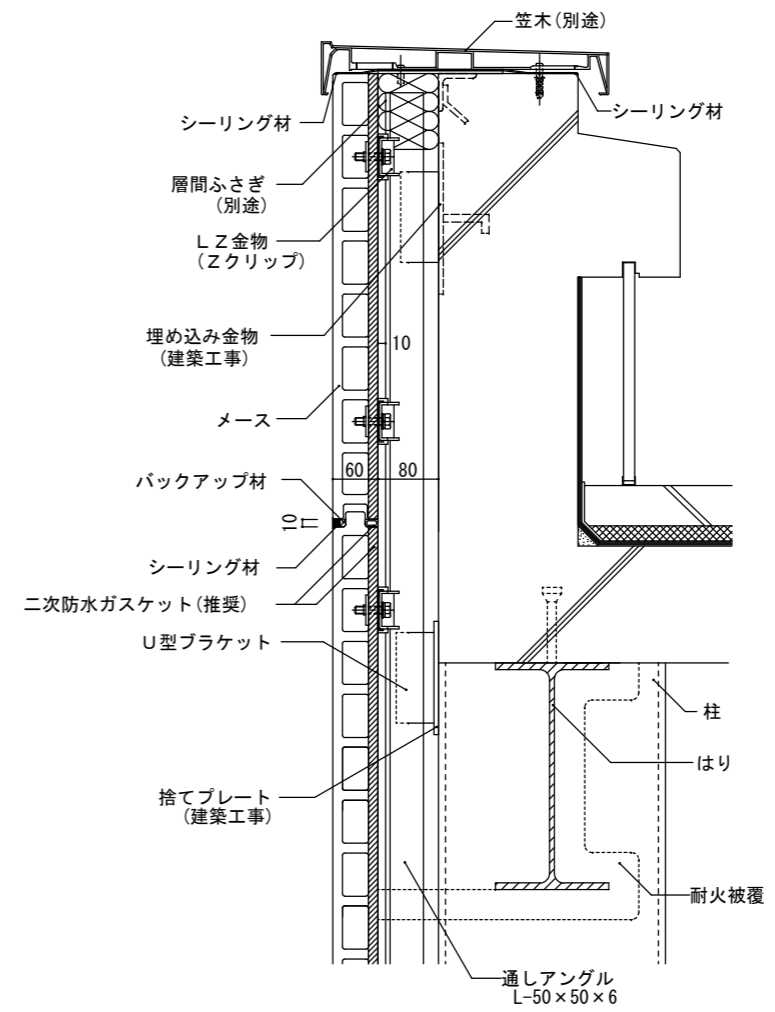 笠木(別途)
シーリング材
シーリング材
層間ふさぎ
(別途)
ＬＺ金物
(Ｚクリップ)
埋め込み金物
(建築工事)
10
メース
60
80
バックアップ材
10
シーリング材
二次防水ガスケット(推奨)
Ｕ型ブラケット
柱
はり
捨てプレート
(建築工事)
耐火被覆
通しアングル
L-50×50×6